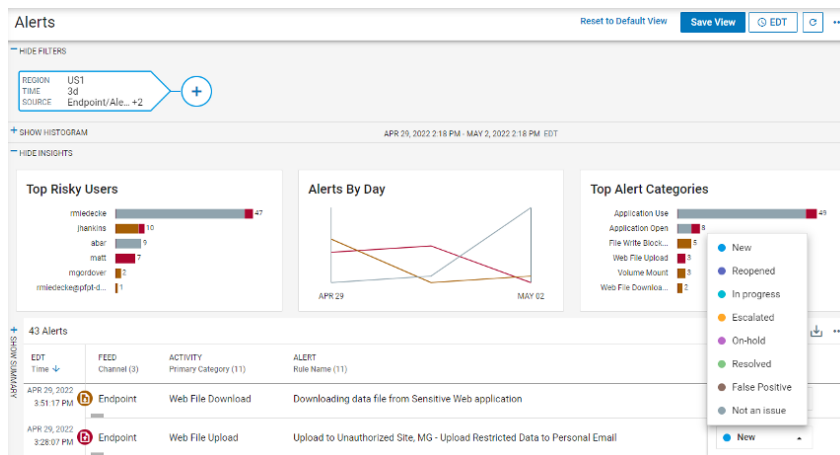 Alerts
Reset to Default View
Save View
EDT
HIDE FILTERS
REGION US1
TIME 3d
SOURCE Endpoint/Ale... +2
SHOW HISTOGRAM
APR 29, 2022 2:18 PM - MAY 2, 2022 2:18 PM EDT
HIDE INSIGHTS
Top Risky Users
rmiedecke 47
jhankins 10
abar 9
matt 7
mgordover 2
rmiedecke@pfpt-d... 1
Alerts By Day
APR 29
MAY 02
Top Alert Categories
Application Use 49
Application Open 8
File Write Block... 5
Web File Upload 3
Volume Mount 3
Web File Downloa... 2
New
Reopened
In progress
Escalated
On-hold
Resolved
False Positive
Not an issue
SHOW SUMMARY
43 Alerts
EDT FEED ACTIVITY ALERT
Time Channel (3) Primary Category (11) Rule Name (11)
APR 29, 2022
3:51:17 PM Endpoint Web File Download Downloading data file from Sensitive Web application
APR 29, 2022
3:28:07 PM Endpoint Web File Upload Upload to Unauthorized Site, MG - Upload Restricted Data to Personal Email New